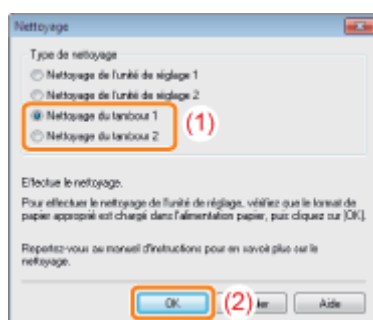 Nettoyage
Type de nettoyage
Nettoyage de l'unité de réglage 1
Nettoyage de l'unité de réglage 2
Nettoyage du tambour 1
(1)
Nettoyage du tambour 2
Effectue le nettoyage.
Pour effectuer le nettoyage de l'unité de réglage, vérifiez que le format de
papier approprié est chargé dans l'alimentation papier, puis cliquez sur [OK].
Reportez-vous au manuel d'instructions pour en savoir plus sur le
nettoyage.
OK
(2)
ler
Aide